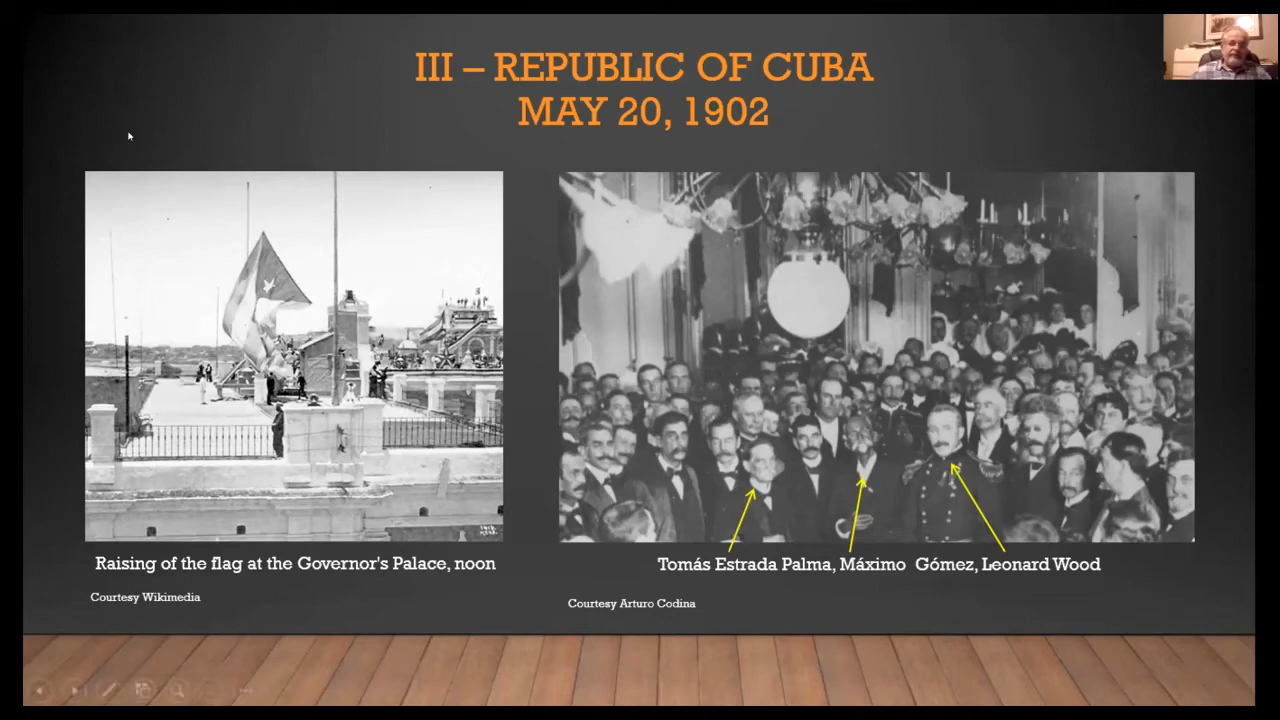 III – REPUBLIC OF CUBA
MAY 20, 1902
Raising of the flag at the Governor's Palace, noon
Courtesy Wikimedia
Tomás Estrada Palma, Máximo Gómez, Leonard Wood
Courtesy Arturo Codina